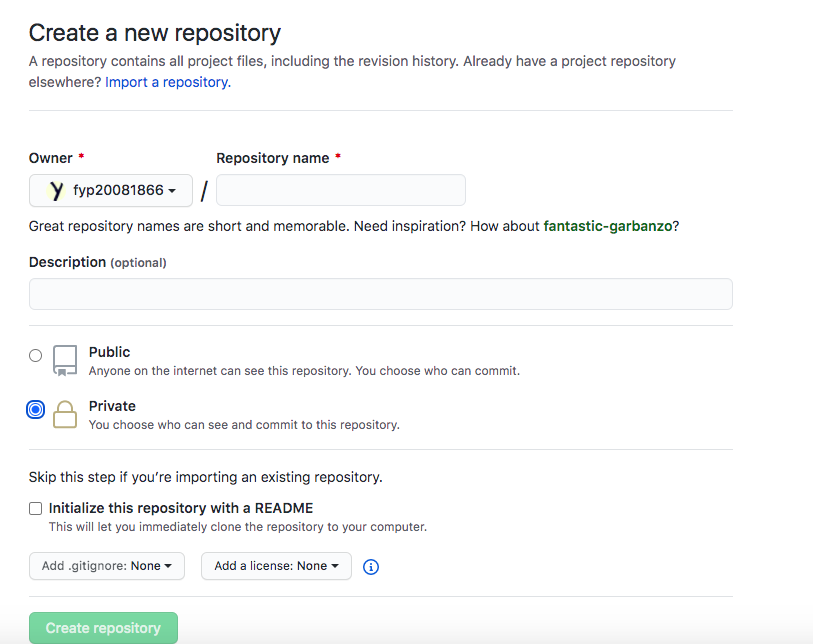 Create a new repository
A repository contains all project files, including the revision history. Already have a project repository
elsewhere? Import a repository.
Owner * Repository name *
y fyp20081866 /
Great repository names are short and memorable. Need inspiration? How about fantastic-garbanzo?
Description (optional)
Public
Anyone on the internet can see this repository. You choose who can commit.
Private
You choose who can see and commit to this repository.
Skip this step if you’re importing an existing repository.
Initialize this repository with a README
This will let you immediately clone the repository to your computer.
Add .gitignore: None Add a license: None
Create repository